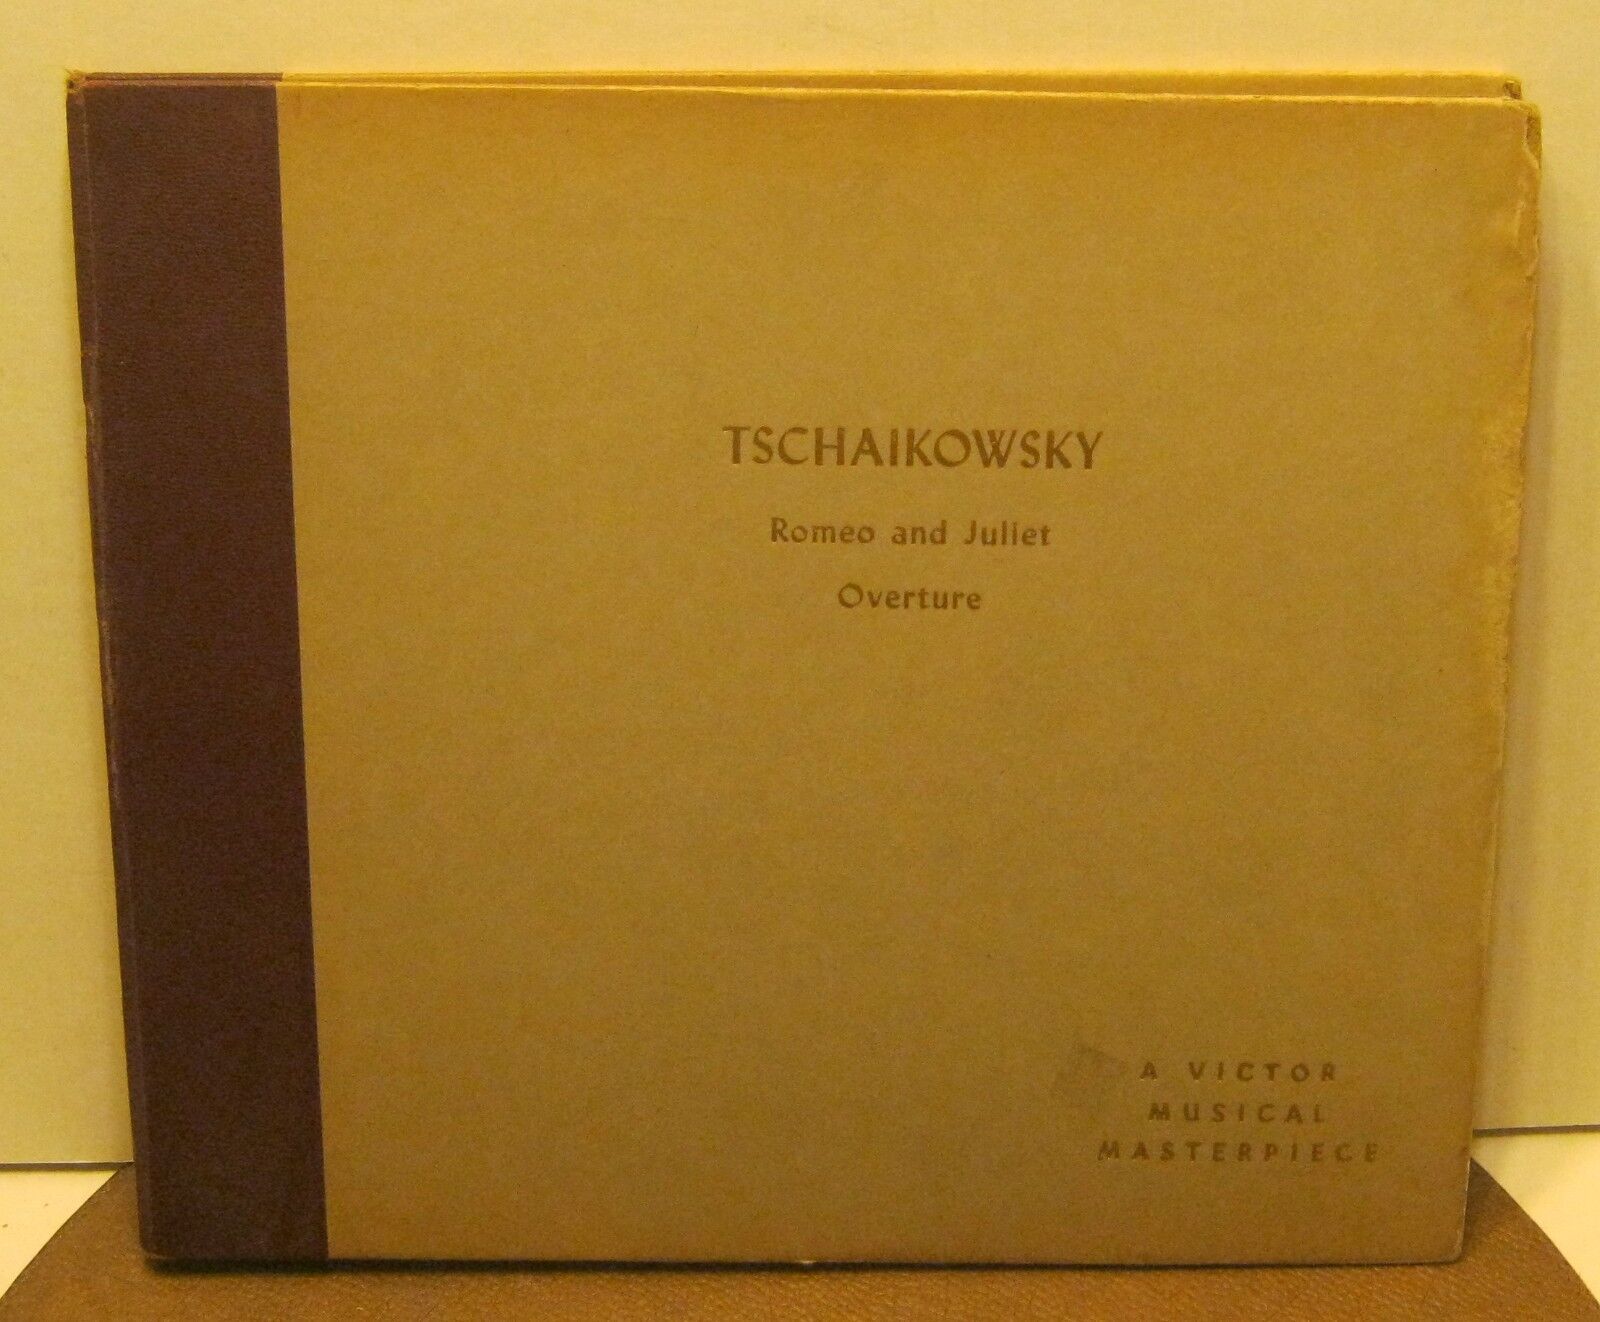 TSCHAIKOWSKY
Romeo and Juliet
Overture
A VICTOR
MUSICAL
MASTERPIECE